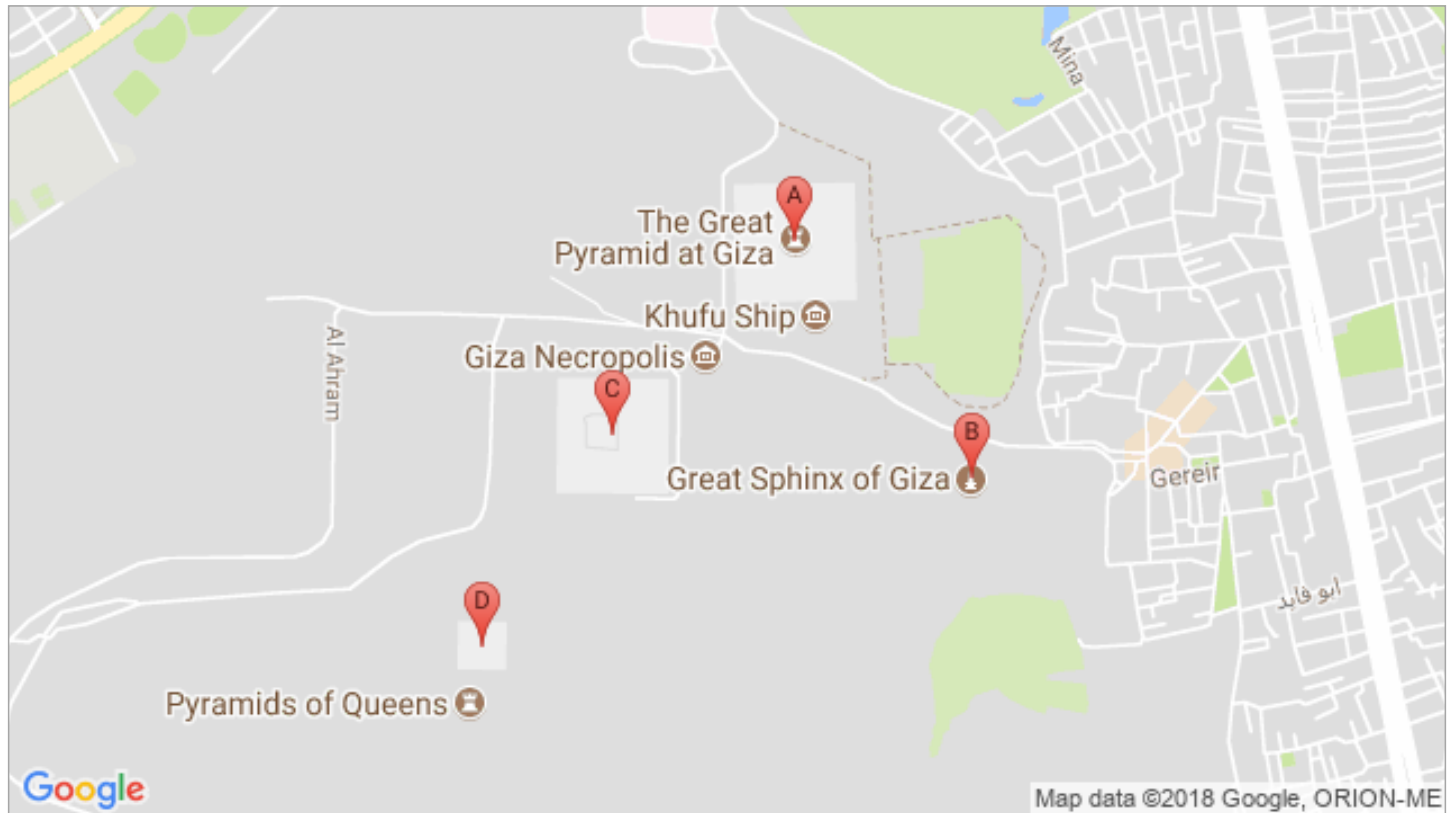 Mina
A
The Great
Pyramid at Giza
Khufu Ship
Giza Necropolis
Al Ahram
C
B
Great Sphinx of Giza
Gereir
ابو فايد
D
Pyramids of Queens
Google
Map data ©2018 Google, ORION-ME